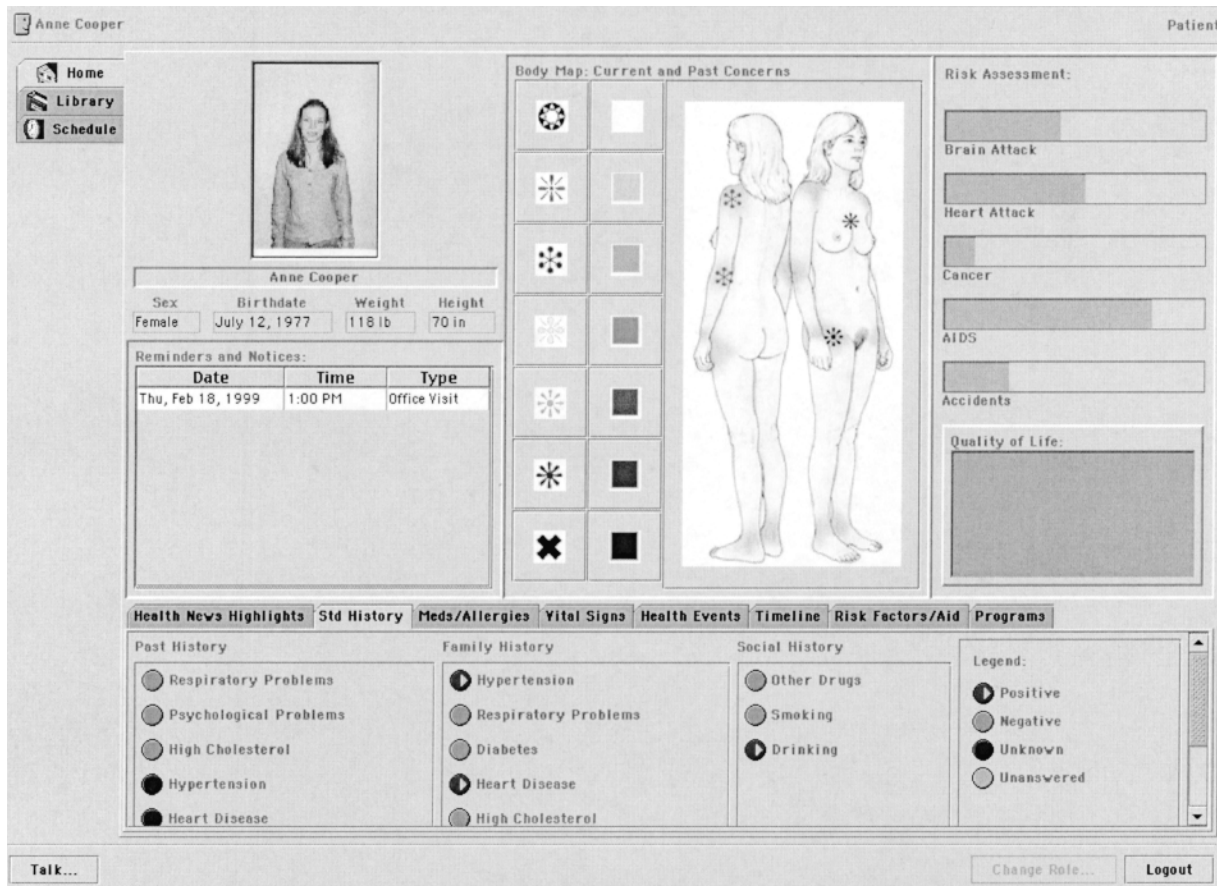 Anne Cooper
Patient
Home
Library
Schedule
Anne Cooper
Sex Birthdate Weight Height
Female July 12, 1977 118 lb 70 in
Reminders and Notices:
Date Time Type
Thu, Feb 18, 1999 1:00 PM Office Visit
Body Map: Current and Past Concerns
Risk Assessment:
Brain Attack
Heart Attack
Cancer
AIDS
Accidents
Quality of Life:
Health News Highlights Std History Meds/Allergies Vital Signs Health Events Timeline Risk Factors/Aid Programs
Past History
Respiratory Problems
Psychological Problems
High Cholesterol
Hypertension
Heart Disease
Family History
Hypertension
Respiratory Problems
Diabetes
Heart Disease
High Cholesterol
Social History
Other Drugs
Smoking
Drinking
Legend:
Positive
Negative
Unknown
Unanswered
Talk... Change Role... Logout